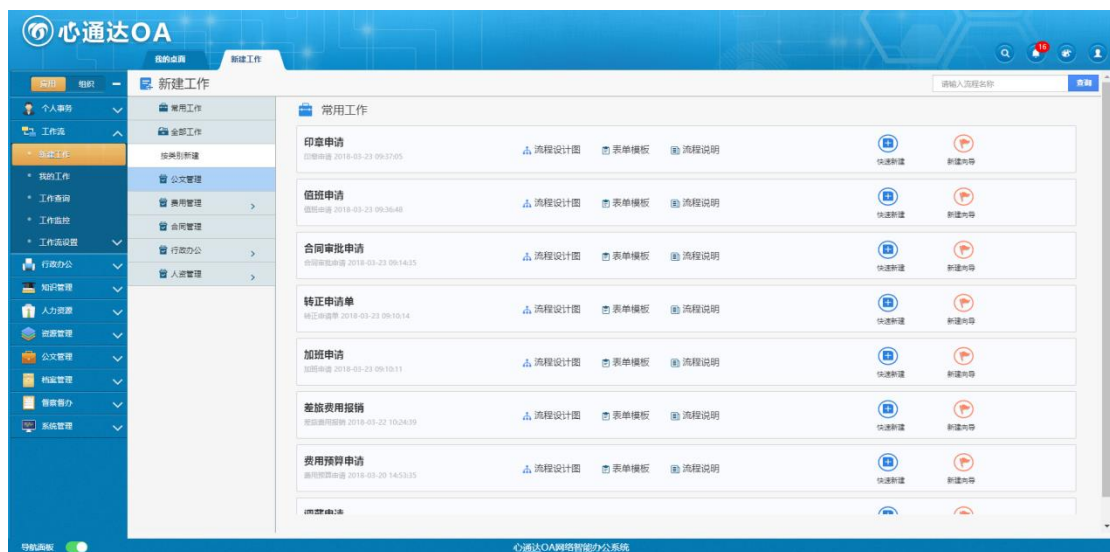 心通达OA
我的桌面 新建工作
16
应用 组织
新建工作
请输入流程名称 查询
个人事务
工作流
新建工作
我的工作
工作查询
工作监控
工作流设置
行政办公
知识管理
人力资源
资源管理
公文管理
档案管理
督察督办
系统管理
常用工作
全部工作
按类别新建
公文管理
费用管理
合同管理
行政办公
人资管理
常用工作
印章申请
印章申请 2018-03-23 09:37:05
流程设计图 表单模板 流程说明
快速新建 新建向导
值班申请
值班申请 2018-03-23 09:36:48
流程设计图 表单模板 流程说明
快速新建 新建向导
合同审批申请
合同审批申请 2018-03-23 09:14:35
流程设计图 表单模板 流程说明
快速新建 新建向导
转正申请单
转正申请单 2018-03-23 09:10:14
流程设计图 表单模板 流程说明
快速新建 新建向导
加班申请
加班申请 2018-03-23 09:10:11
流程设计图 表单模板 流程说明
快速新建 新建向导
差旅费用报销
差旅费用报销 2018-03-22 10:24:39
流程设计图 表单模板 流程说明
快速新建 新建向导
费用预算申请
费用预算申请 2018-03-20 14:53:35
流程设计图 表单模板 流程说明
快速新建 新建向导
导航面板
心通达OA网络智能办公系统